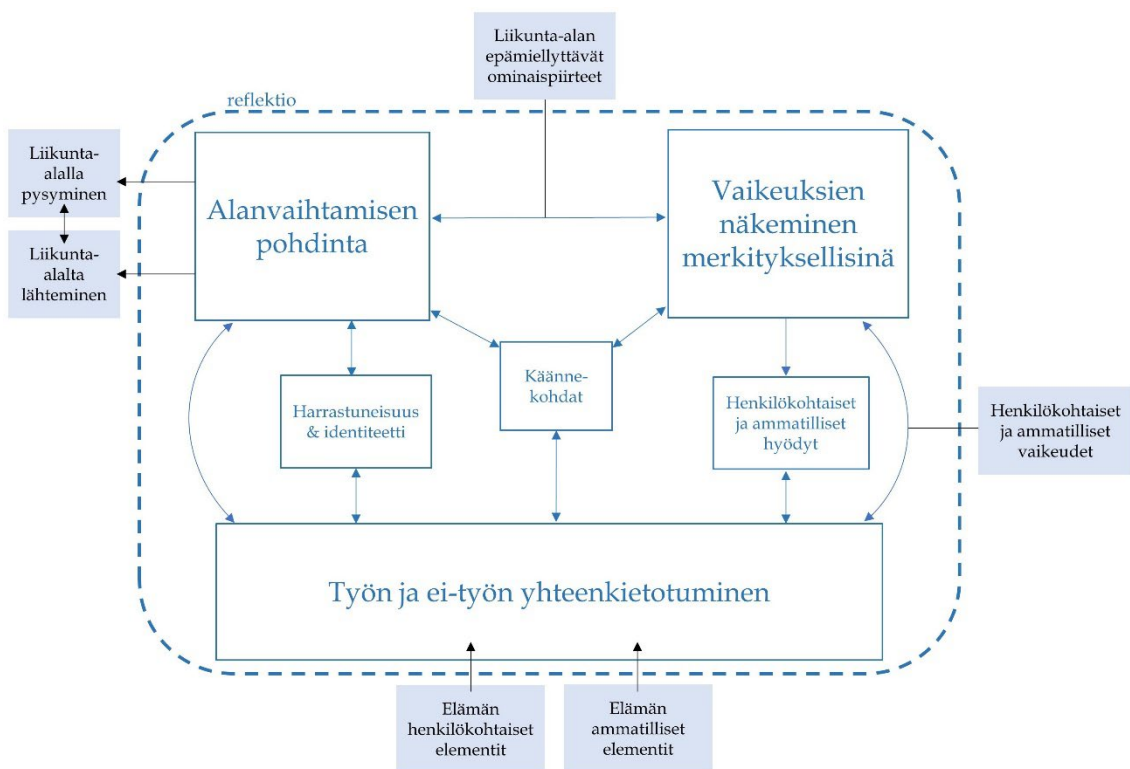 Liikunta-alan
epämiellyttävät
ominaispiirteet
reflektio
Liikunta-
alalla
pysyminen
Liikunta-
alalta
lähteminen
Alanvaihtamisen
pohdinta
Vaikeuksien
näkeminen
merkityksellisinä
Harrastuneisuus
& identiteetti
Käänne-
kohdat
Henkilökohtaiset
ja ammatilliset
hyödyt
Henkilökohtaiset
ja ammatilliset
vaikeudet
Työn ja ei-työn yhteenkietotuminen
Elämän
henkilökohtaiset
elementit
Elämän
ammatilliset
elementit